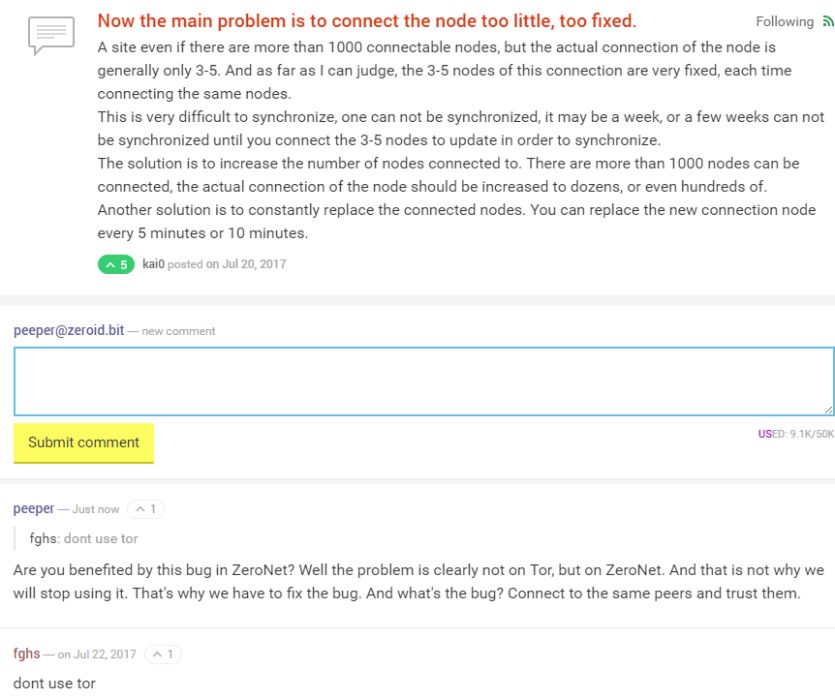 Now the main problem is to connect the node too little, too fixed.
Following
A site even if there are more than 1000 connectable nodes, but the actual connection of the node is
generally only 3-5. And as far as I can judge, the 3-5 nodes of this connection are very fixed, each time
connecting the same nodes.
This is very difficult to synchronize, one can not be synchronized, it may be a week, or a few weeks can not
be synchronized until you connect the 3-5 nodes to update in order to synchronize.
The solution is to increase the number of nodes connected to. There are more than 1000 nodes can be
connected, the actual connection of the node should be increased to dozens, or even hundreds of.
Another solution is to constantly replace the connected nodes. You can replace the new connection node
every 5 minutes or 10 minutes.
5 kai0 posted on Jul 20, 2017
peeper@zeroid.bit — new comment
Submit comment
USED: 9.1K/50K
peeper — Just now 1
fghs: dont use tor
Are you benefited by this bug in ZeroNet? Well the problem is clearly not on Tor, but on ZeroNet. And that is not why we
will stop using it. That's why we have to fix the bug. And what's the bug? Connect to the same peers and trust them.
fghs — on Jul 22, 2017 1
dont use tor